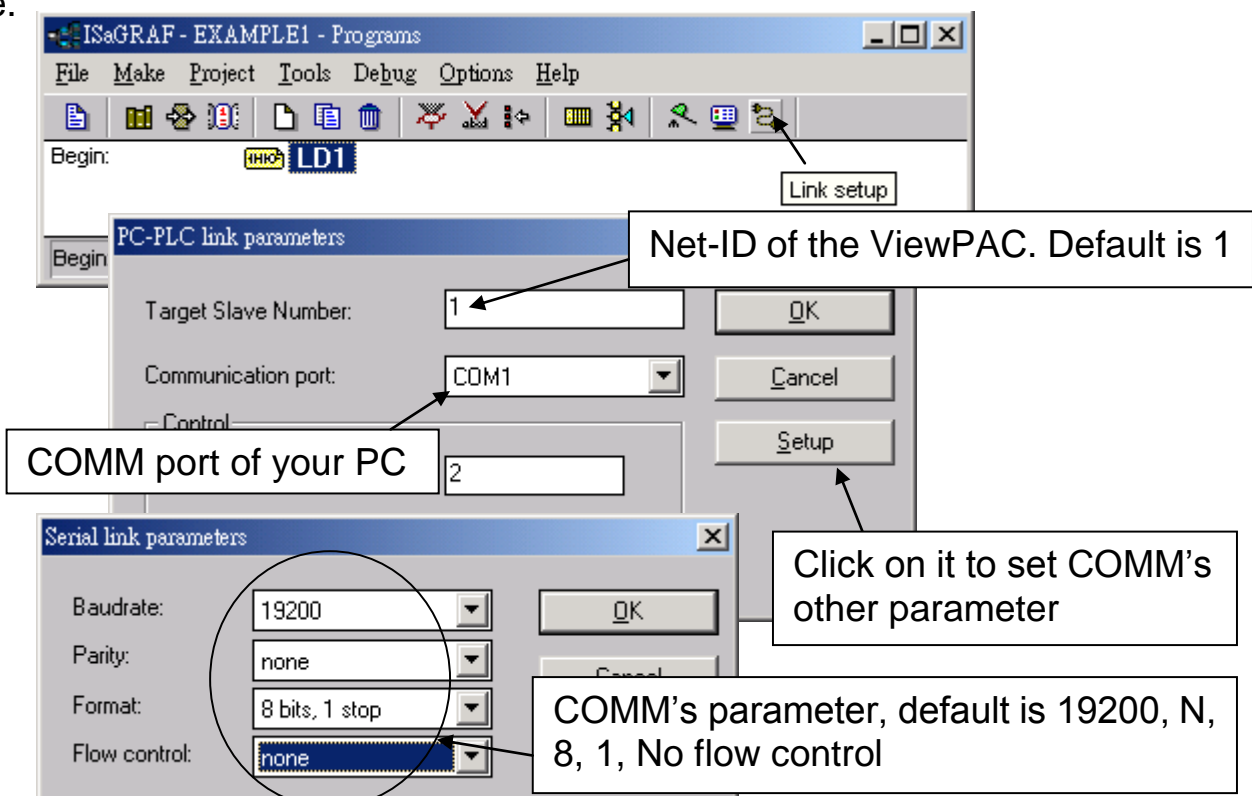 e.
ISaGRAF - EXAMPLE1 - Programs
File Make Project Tools Debug Options Help
Begin: LD1
Link setup
Begin
PC-PLC link parameters
Net-ID of the ViewPAC. Default is 1
Target Slave Number: 1 OK
Communication port: COM1 Cancel
Control
Setup
COMM port of your PC
2
Serial link parameters
Click on it to set COMM’s
other parameter
Baudrate: 19200 OK
Parity: none
Cancel
Format: 8 bits, 1 stop
Flow control: none
COMM’s parameter, default is 19200, N,
8, 1, No flow control